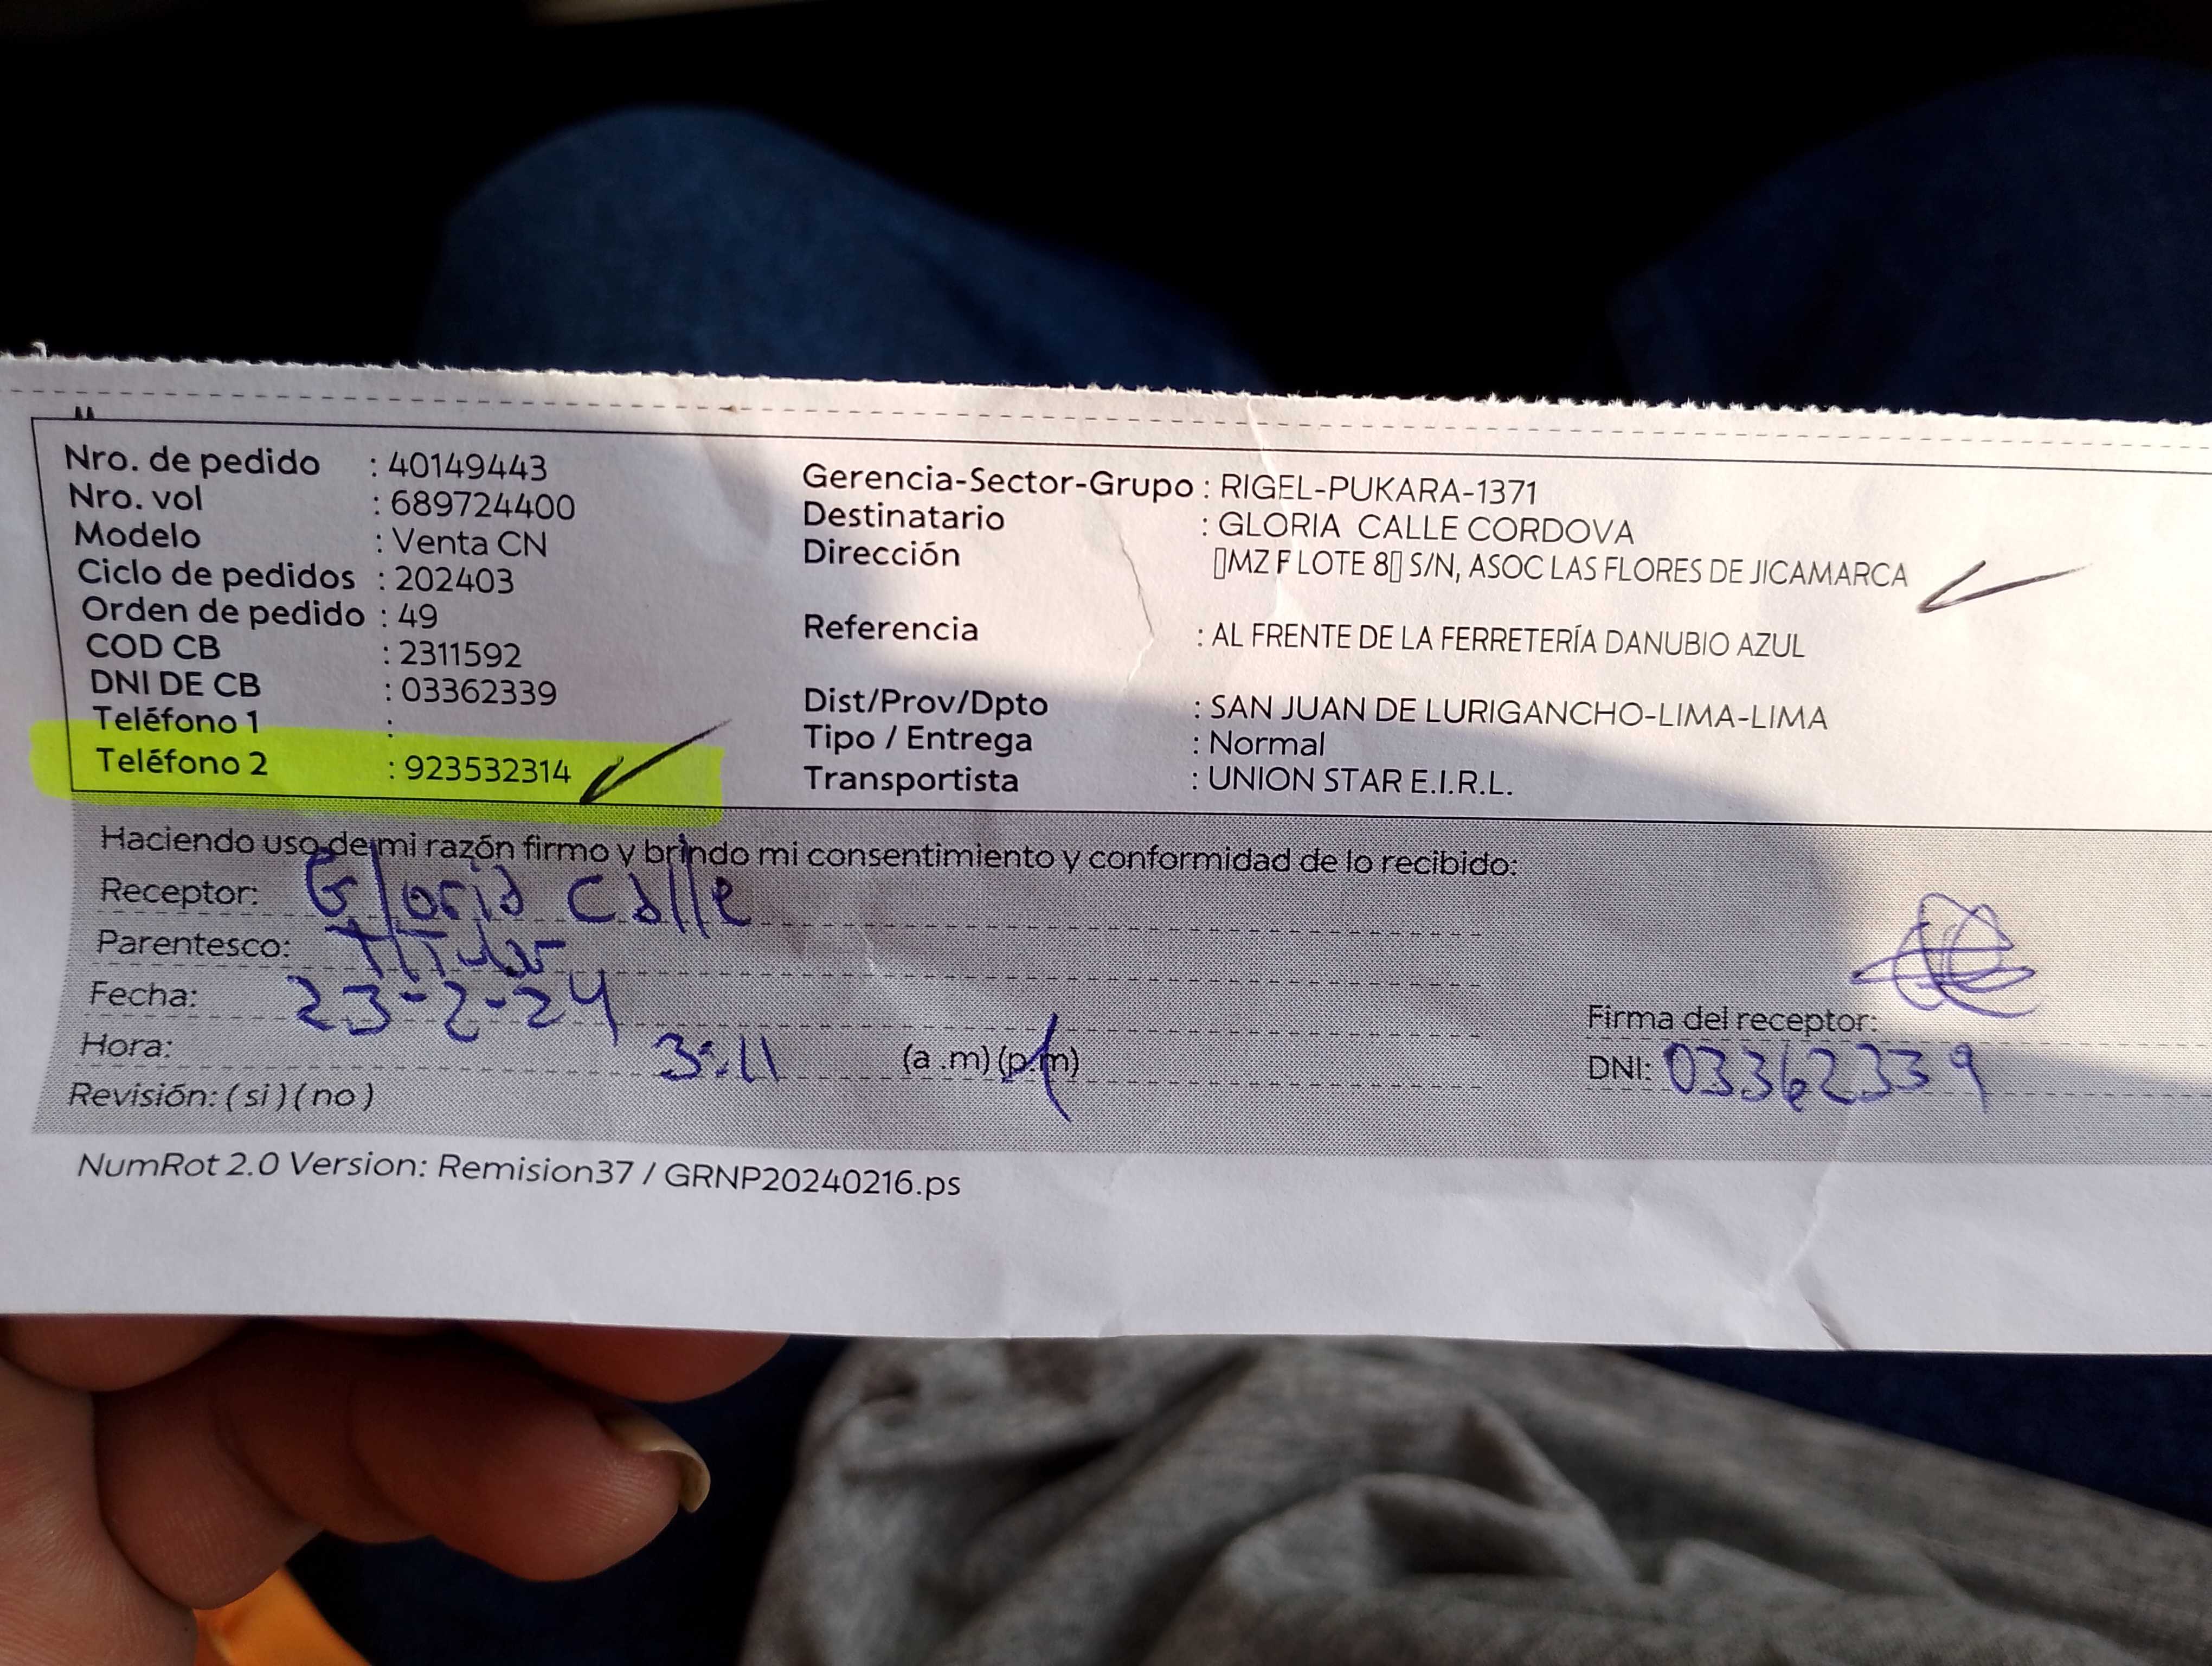 Nro. de pedido : 40149443
Nro. vol : 689724400
Modelo : Venta CN
Ciclo de pedidos : 202403
Orden de pedido : 49
COD CB : 2311592
DNI DE CB : 03362339
Teléfono 1 :
Teléfono 2 : 923532314
Gerencia-Sector-Grupo : RIGEL-PUKARA-1371
Destinatario : GLORIA CALLE CORDOVA
Dirección ▯MZ F LOTE 8▯ S/N, ASOC LAS FLORES DE JICAMARCA
Referencia : AL FRENTE DE LA FERRETERÍA DANUBIO AZUL
Dist/Prov/Dpto : SAN JUAN DE LURIGANCHO-LIMA-LIMA
Tipo / Entrega : Normal
Transportista : UNION STAR E.I.R.L.
Haciendo uso de mi razón firmo y brindo mi consentimiento y conformidad de lo recibido:
Receptor: Gloria Calle
Parentesco: TiTular
Fecha: 23-2-24
Hora: 3:11 (a .m) (p.m)
Revisión: ( si ) ( no )
Firma del receptor:
DNI: 03362339
NumRot 2.0 Version: Remision37 / GRNP20240216.ps